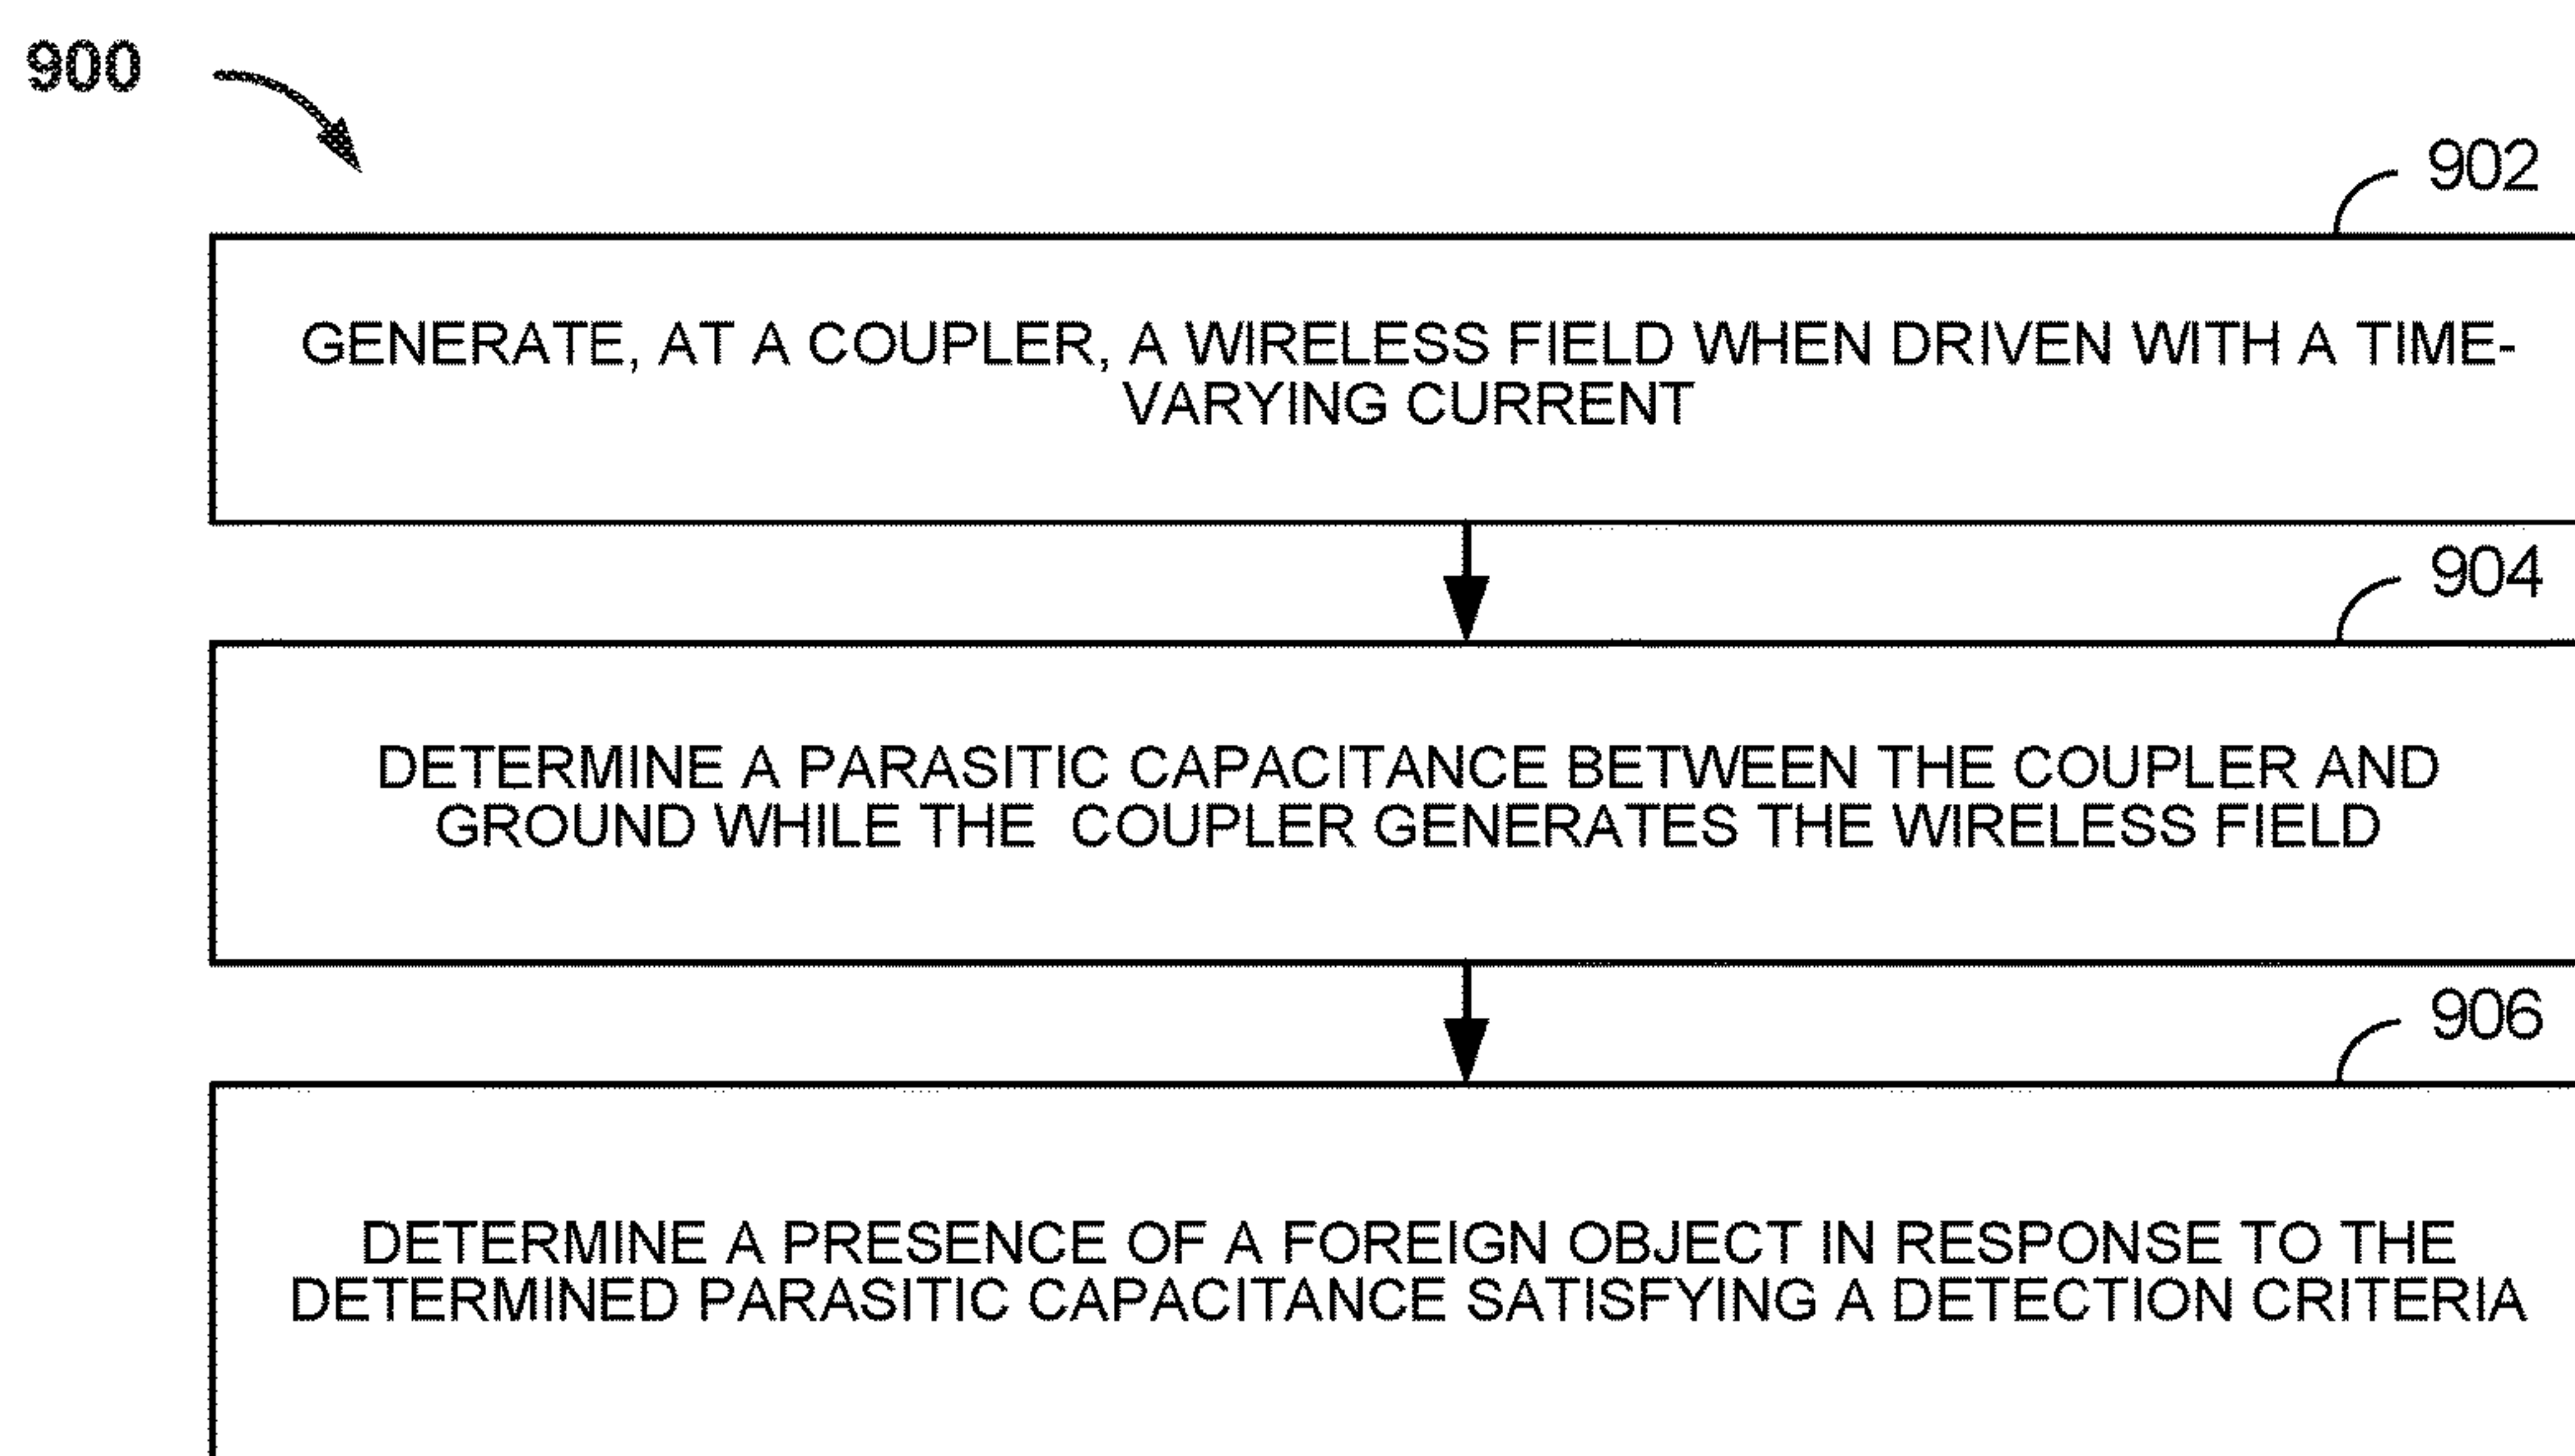 900
902
GENERATE, AT A COUPLER, A WIRELESS FIELD WHEN DRIVEN WITH A TIME-
VARYING CURRENT
904
DETERMINE A PARASITIC CAPACITANCE BETWEEN THE COUPLER AND
GROUND WHILE THE COUPLER GENERATES THE WIRELESS FIELD
906
DETERMINE A PRESENCE OF A FOREIGN OBJECT IN RESPONSE TO THE
DETERMINED PARASITIC CAPACITANCE SATISFYING A DETECTION CRITERIA